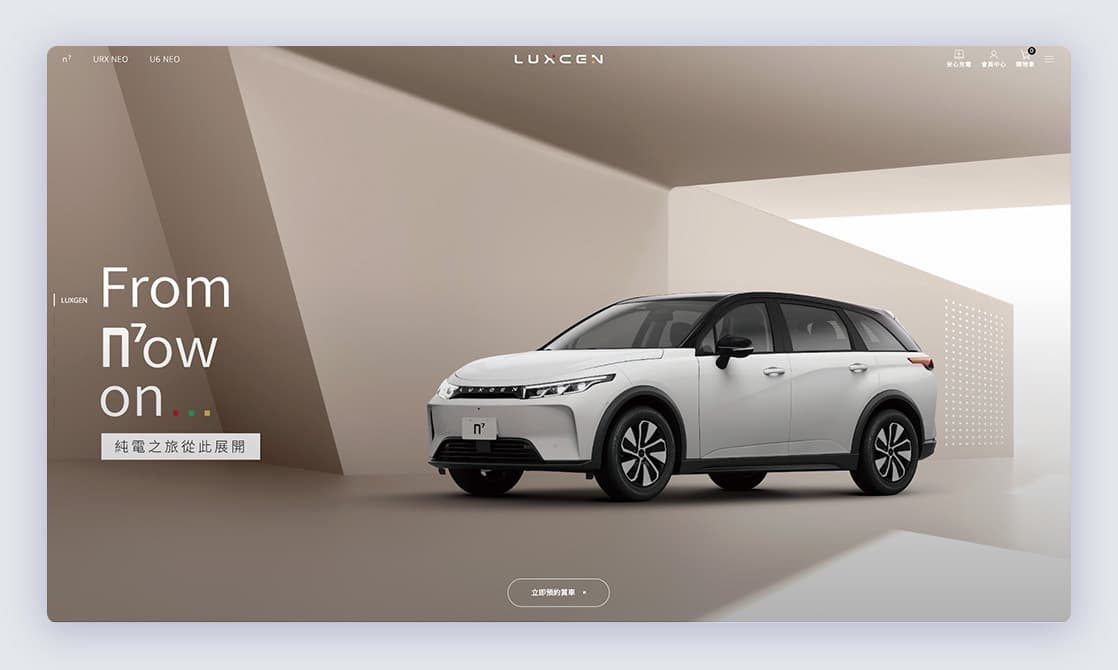 n⁷
URX NEO
U6 NEO
LUXGEN
安心充電
會員中心
0
購物車
LUXGEN
From
n⁷ow
on...
純電之旅從此展開
LUXGEN
n⁷
立即預約賞車